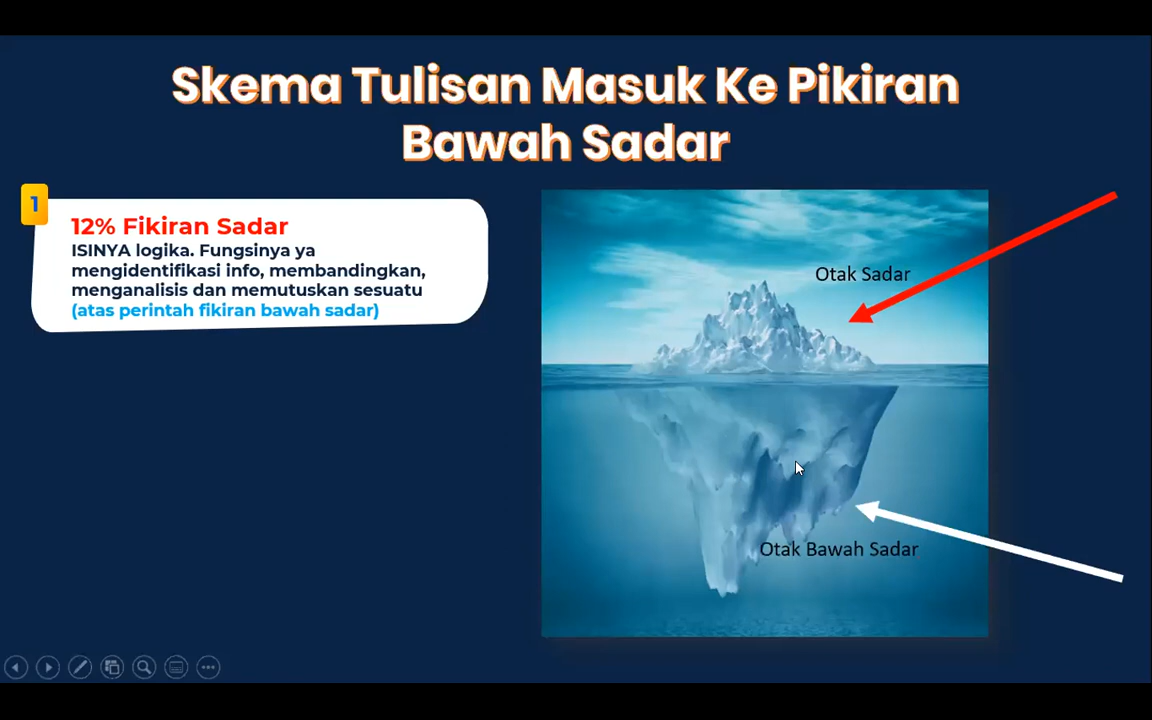 Skema Tulisan Masuk Ke Pikiran
Bawah Sadar
1
12% Fikiran Sadar
ISINYA logika. Fungsinya ya
mengidentifikasi info, membandingkan,
menganalisis dan memutuskan sesuatu
(atas perintah fikiran bawah sadar)
Otak Sadar
Otak Bawah Sadar